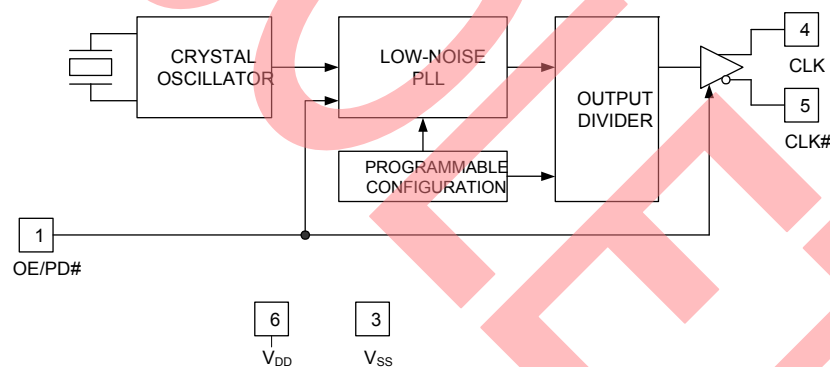 CRYSTAL
OSCILLATOR
LOW-NOISE
PLL
OUTPUT
DIVIDER
PROGRAMMABLE
CONFIGURATION
4
CLK
5
CLK#
1
OE/PD#
6
VDD
3
VSS